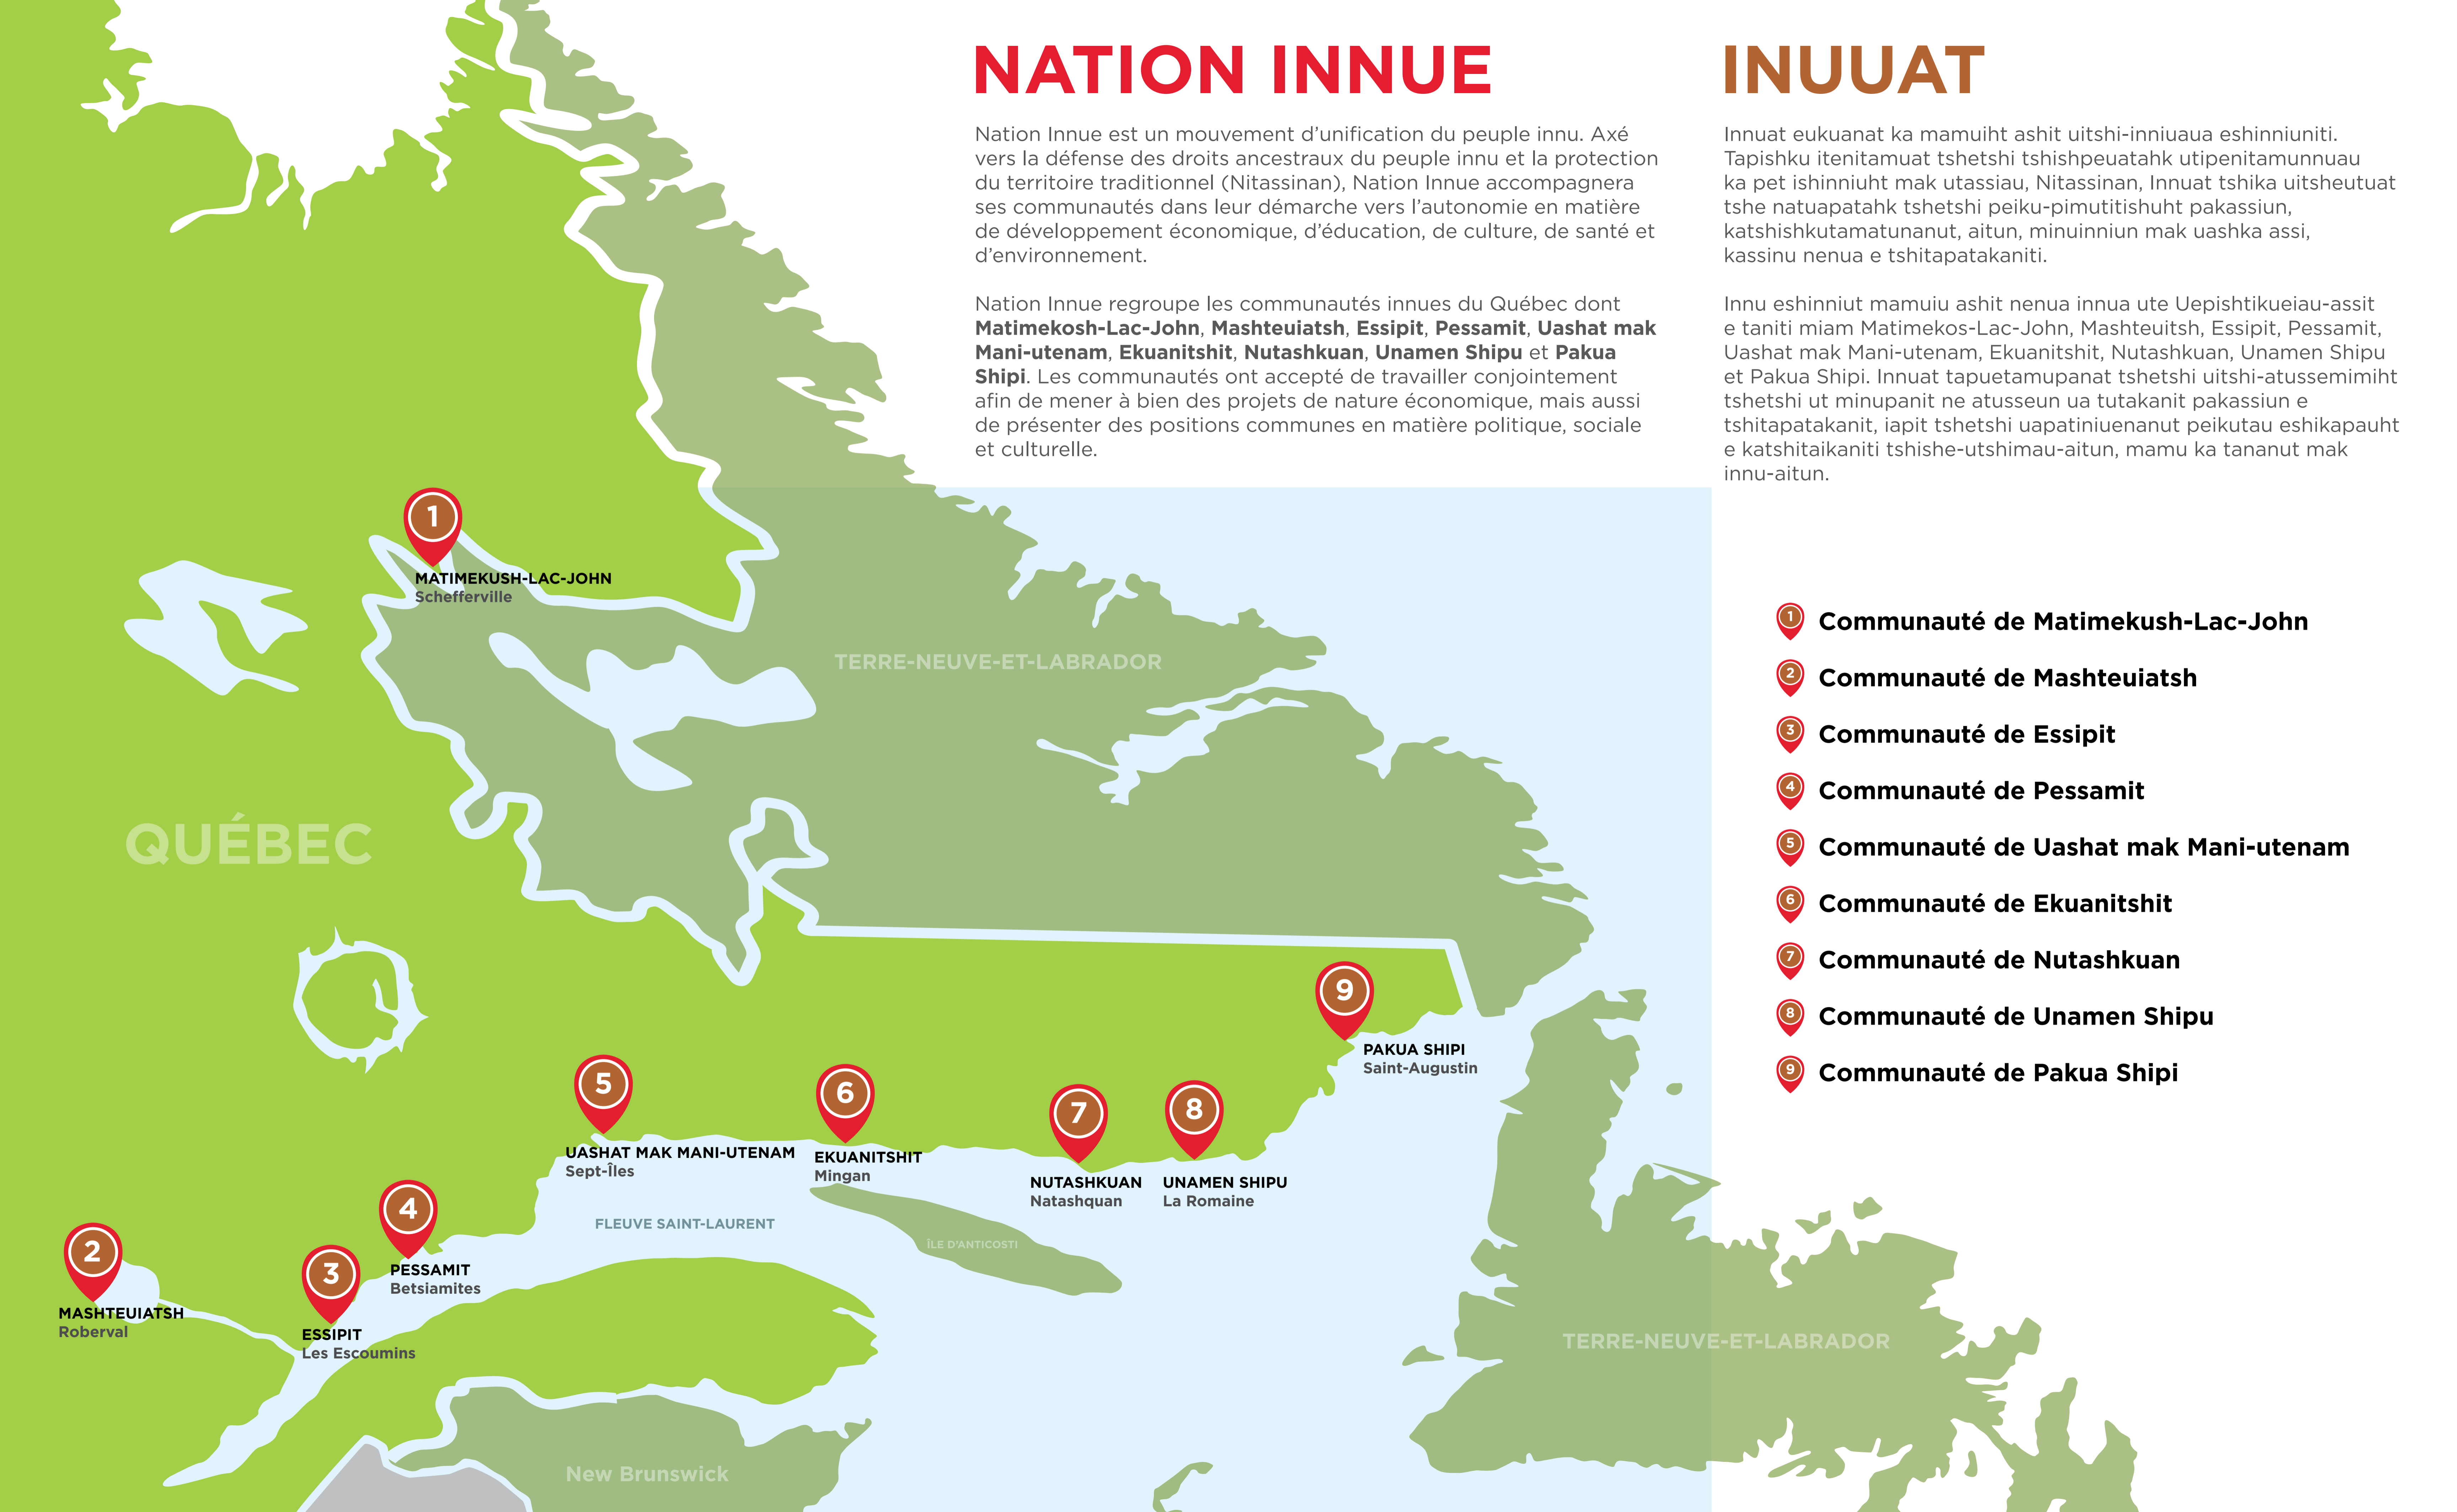 NATION INNUE
Nation Innue est un mouvement d’unification du peuple innu. Axé
vers la défense des droits ancestraux du peuple innu et la protection
du territoire traditionnel (Nitassinan), Nation Innue accompagnera
ses communautés dans leur démarche vers l’autonomie en matière
de développement économique, d’éducation, de culture, de santé et
d’environnement.
Nation Innue regroupe les communautés innues du Québec dont
Matimekosh-Lac-John, Mashteuiatsh, Essipit, Pessamit, Uashat mak
Mani-utenam, Ekuanitshit, Nutashkuan, Unamen Shipu et Pakua
Shipi. Les communautés ont accepté de travailler conjointement
afin de mener à bien des projets de nature économique, mais aussi
de présenter des positions communes en matière politique, sociale
et culturelle.
INUUAT
Innuat eukuanat ka mamuiht ashit uitshi-inniuaua eshinniuniti.
Tapishku itenitamuat tshetshi tshishpeuatahk utipenitamunnuau
ka pet ishinniuht mak utassiau, Nitassinan, Innuat tshika uitsheutuat
tshe natuapatahk tshetshi peiku-pimutitishuht pakassiun,
katshishkutamatunanut, aitun, minuinniun mak uashka assi,
kassinu nenua e tshitapatakaniti.
Innu eshinniut mamuiu ashit nenua innua ute Uepishtikueiau-assit
e taniti miam Matimekos-Lac-John, Mashteuitsh, Essipit, Pessamit,
Uashat mak Mani-utenam, Ekuanitshit, Nutashkuan, Unamen Shipu
et Pakua Shipi. Innuat tapuetamupanat tshetshi uitshi-atussemimiht
tshetshi ut minupanit ne atusseun ua tutakanit pakassiun e
tshitapatakanit, iapit tshetshi uapatiniuenanut peikutau eshikapauht
e katshitaikaniti tshishe-utshimau-aitun, mamu ka tananut mak
innu-aitun.
1
MATIMEKUSH-LAC-JOHN
Schefferville
TERRE-NEUVE-ET-LABRADOR
QUÉBEC
9
PAKUA SHIPI
Saint-Augustin
5
UASHAT MAK MANI-UTENAM
Sept-Îles
6
EKUANITSHIT
Mingan
7
NUTASHKUAN
Natashquan
8
UNAMEN SHIPU
La Romaine
4
PESSAMIT
Betsiamites
FLEUVE SAINT-LAURENT
ÎLE D'ANTICOSTI
2
MASHTEUIATSH
Roberval
3
ESSIPIT
Les Escoumins
TERRE-NEUVE-ET-LABRADOR
New Brunswick
1 Communauté de Matimekush-Lac-John
2 Communauté de Mashteuiatsh
3 Communauté de Essipit
4 Communauté de Pessamit
5 Communauté de Uashat mak Mani-utenam
6 Communauté de Ekuanitshit
7 Communauté de Nutashkuan
8 Communauté de Unamen Shipu
9 Communauté de Pakua Shipi